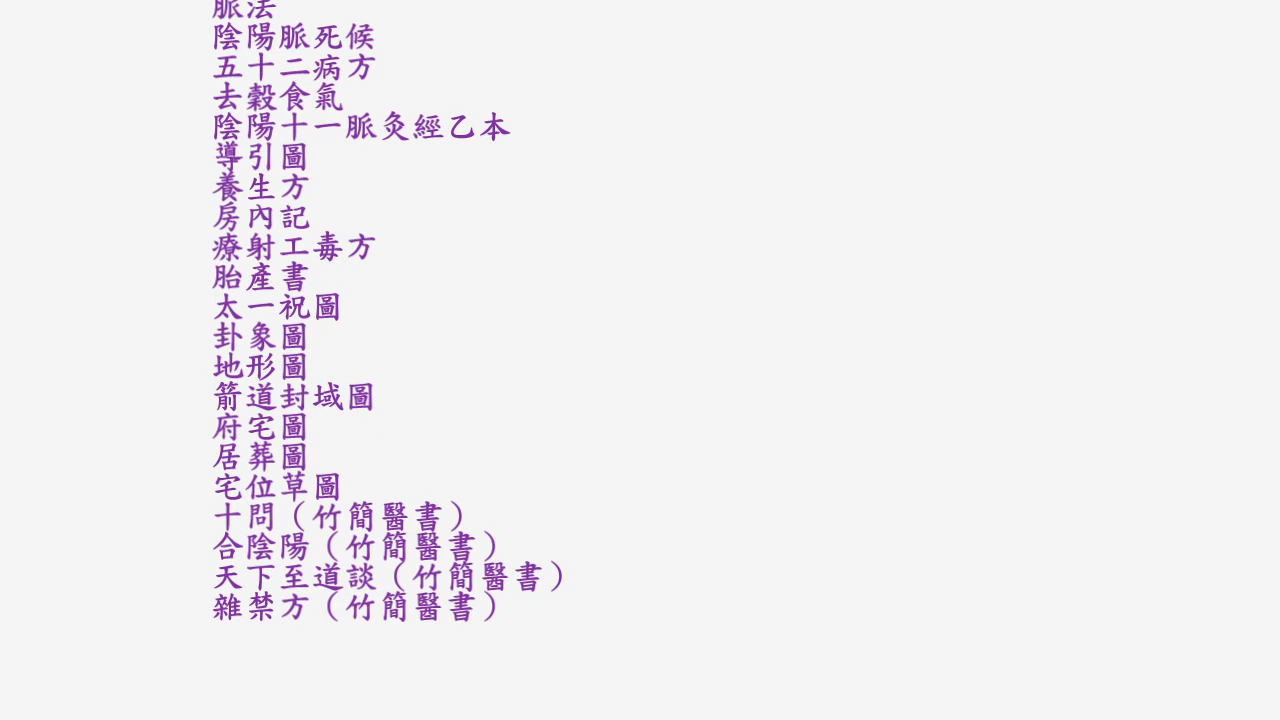 脈法
陰陽脈死候
五十二病方
去穀食氣
陰陽十一脈灸經乙本
導引圖
養生方
房內記
療射工毒方
胎產書
太一祝圖
卦象圖
地形圖
箭道封域圖
府宅圖
居葬圖
宅位草圖
十問（竹簡醫書）
合陰陽（竹簡醫書）
天下至道談（竹簡醫書）
雜禁方（竹簡醫書）